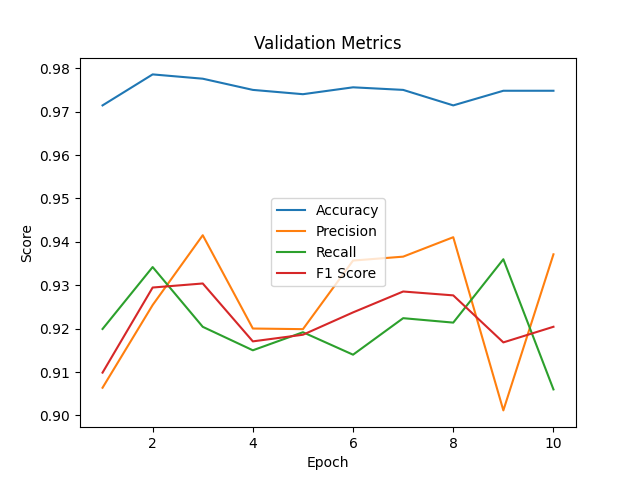 Validation Metrics
0.98
0.97
0.96
0.95
0.94
0.93
0.92
0.91
0.90
Score
Accuracy
Precision
Recall
F1 Score
2
4
6
8
10
Epoch